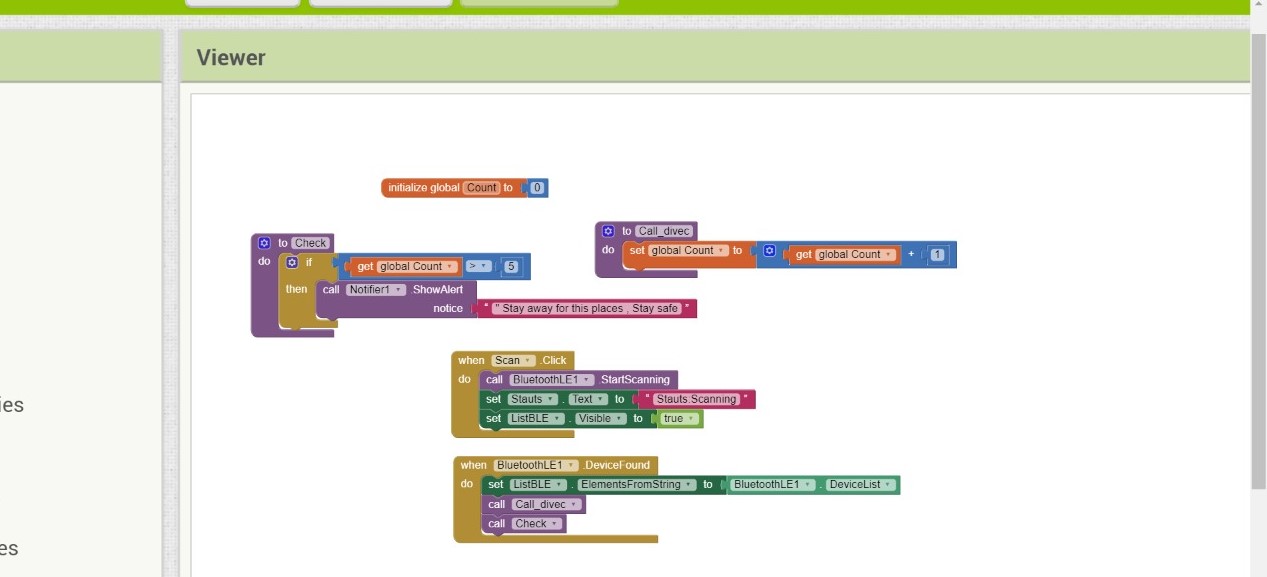 Viewer
initialize global Count to 0
to Check
do if get global Count > 5
then call Notifier1 .ShowAlert
notice " " Stay away for this places , Stay safe "
to Call_divec
do set global Count to get global Count + 1
when Scan .Click
do call BluetoothLE1 .StartScanning
set Stauts . Text to " Stauts:Scanning "
set ListBLE . Visible to true
when BluetoothLE1 .DeviceFound
do set ListBLE . ElementsFromString to BluetoothLE1 . DeviceList
call Call_divec
call Check
ies
es